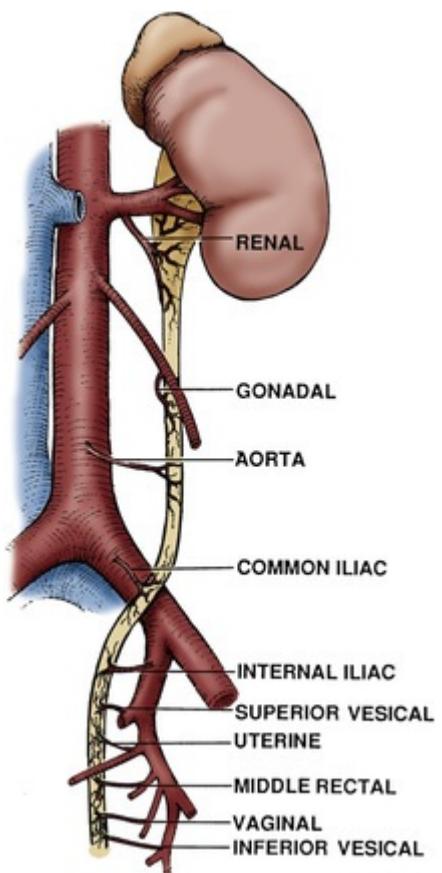 RENAL
GONADAL
AORTA
COMMON ILIAC
INTERNAL ILIAC
SUPERIOR VESICAL
UTERINE
MIDDLE RECTAL
VAGINAL
INFERIOR VESICAL